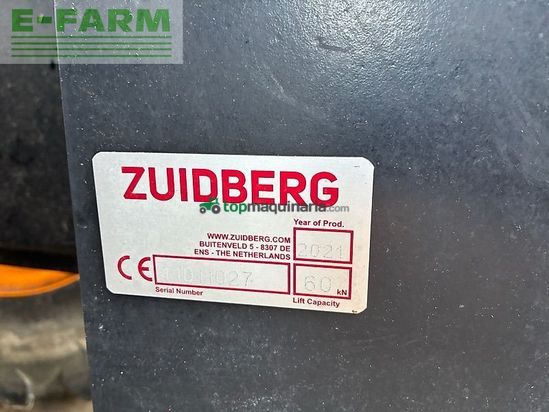 E-FARM
ZUIDBERG
topmaquinaria.com
Year of Prod.
WWW.ZUIDBERG.COM
BUITENVELD 5 - 8307 DE
ENS - THE NETHERLANDS
2021
CE
Serial Number
60 kN
Lift Capacity